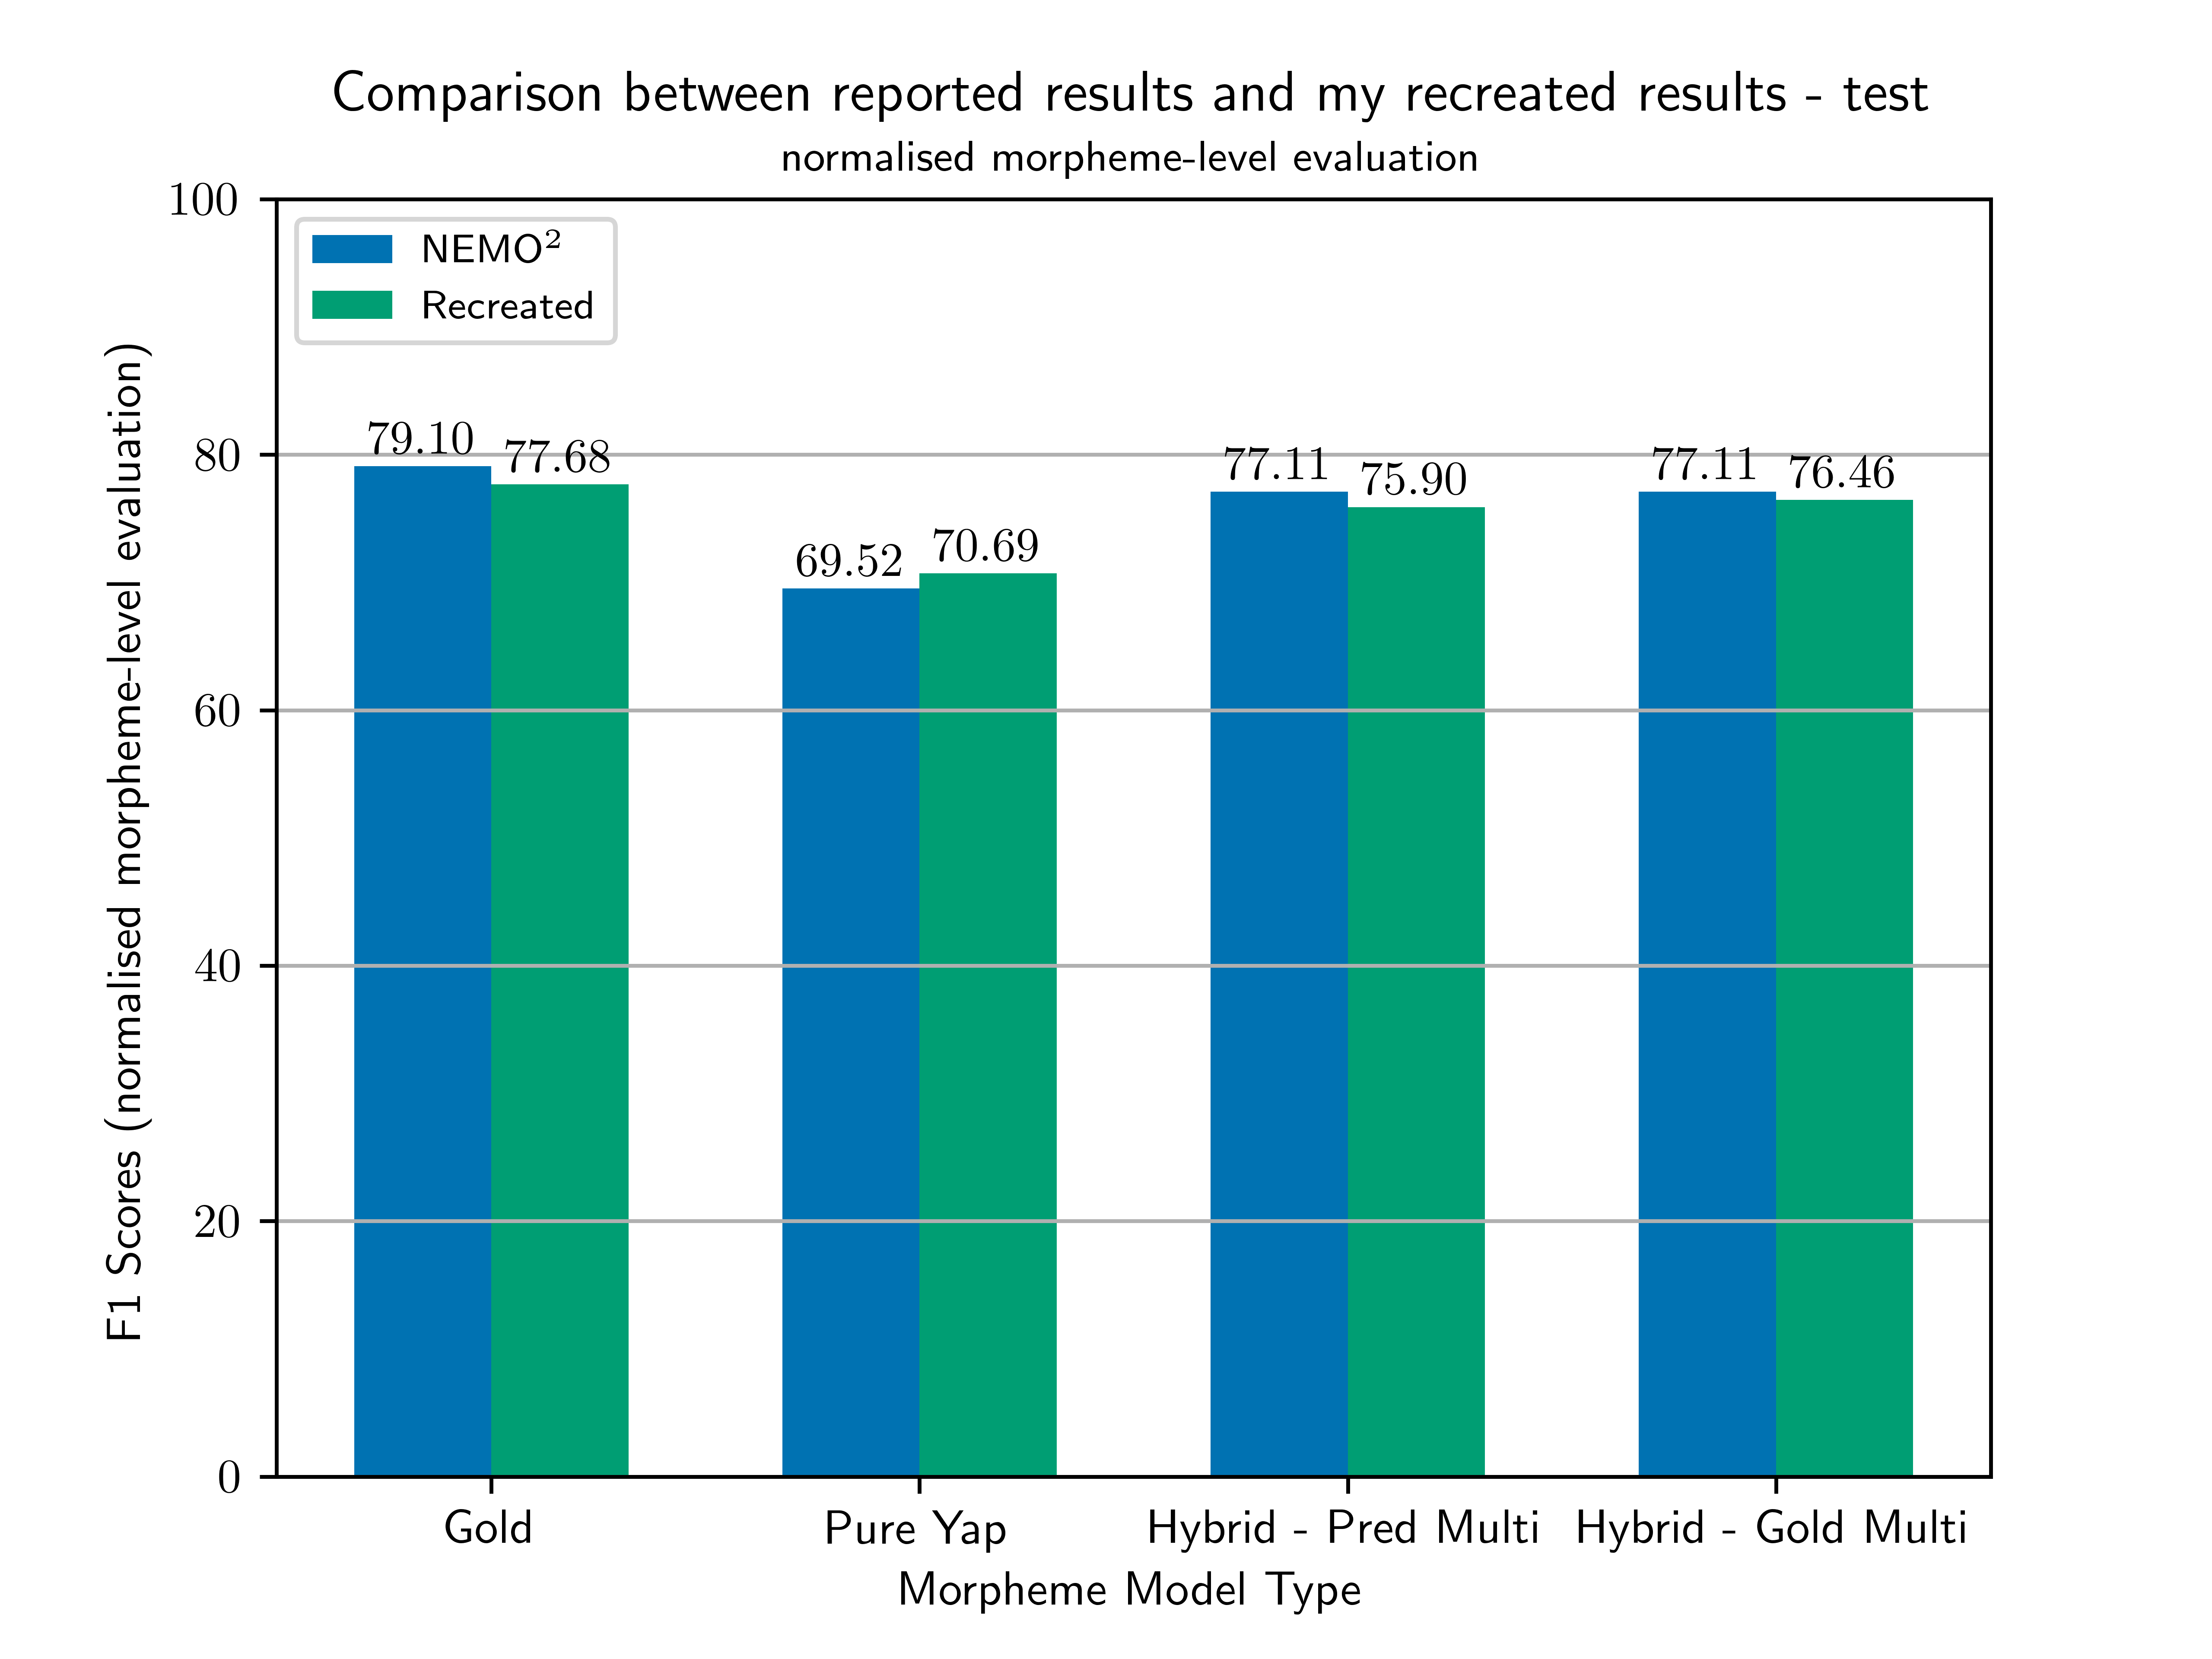 Comparison between reported results and my recreated results - test
normalised morpheme-level evaluation
100
80
60
40
20
0
F1 Scores (normalised morpheme-level evaluation)
NEMO²
Recreated
79.10
77.68
69.52
70.69
77.11
75.90
77.11
76.46
Gold
Pure Yap
Hybrid - Pred Multi
Hybrid - Gold Multi
Morpheme Model Type